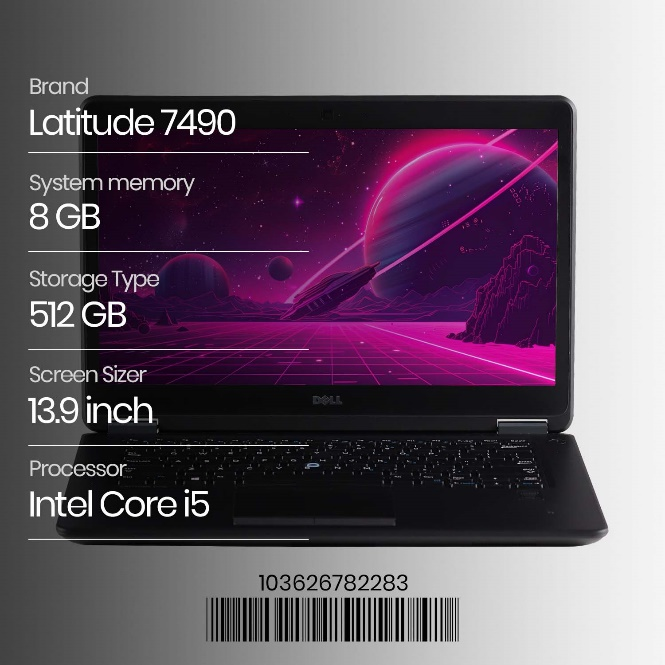 Brand
Latitude 7490
System memory
8 GB
Storage Type
512 GB
Screen Sizer
13.9 inch
DELL
Processor
Intel Core i5
103626782283